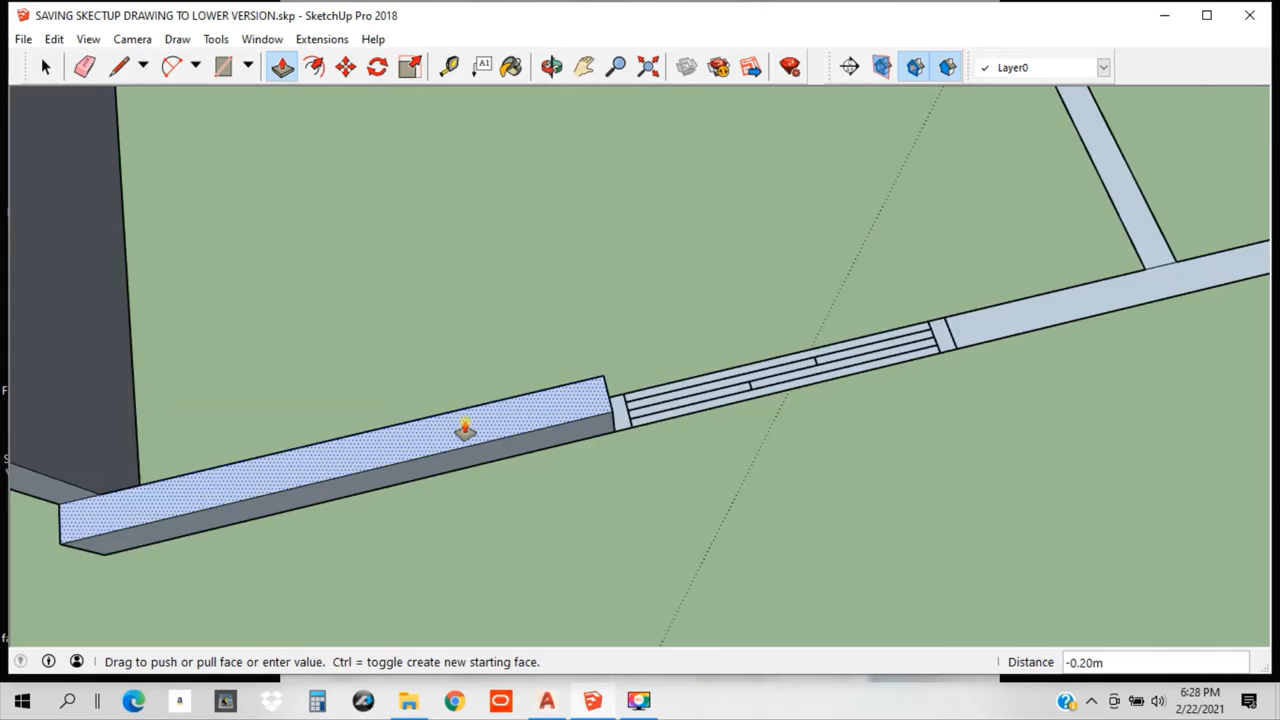 SAVING SKECTUP DRAWING TO LOWER VERSION.skp - SketchUp Pro 2018
File Edit View Camera Draw Tools Window Extensions Help
A1
Layer0
Drag to push or pull face or enter value. Ctrl = toggle create new starting face.
Distance -0.20m
a
A
6:28 PM
2/22/2021